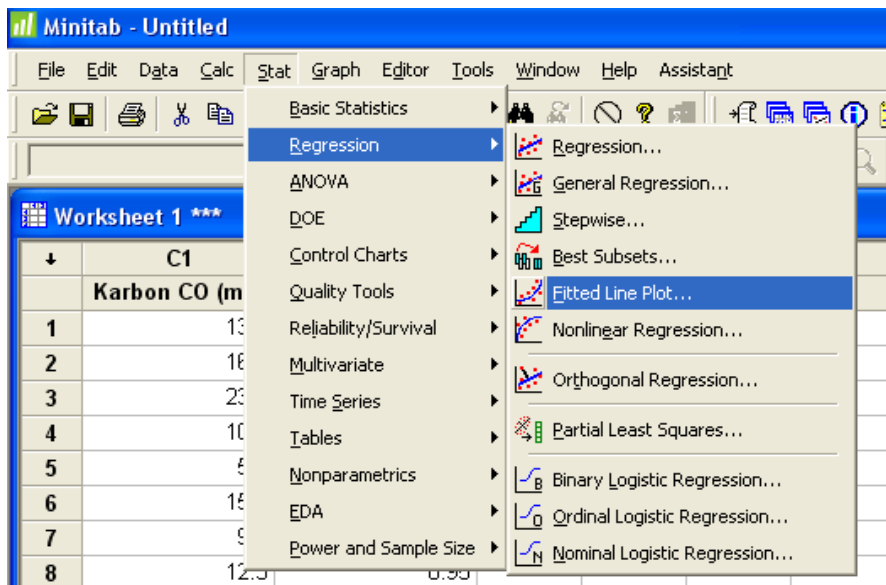 Minitab - Untitled
File Edit Data Calc Stat Graph Editor Tools Window Help Assistant
Basic Statistics
Regression
ANOVA
DOE
Control Charts
Quality Tools
Reliability/Survival
Multivariate
Time Series
Tables
Nonparametrics
EDA
Power and Sample Size
Regression...
General Regression...
Stepwise...
Best Subsets...
Fitted Line Plot...
Nonlinear Regression...
Orthogonal Regression...
Partial Least Squares...
Binary Logistic Regression...
Ordinal Logistic Regression...
Nominal Logistic Regression...
Worksheet 1 ***
C1
Karbon CO (m
1
2
3
4
5
6
7
8